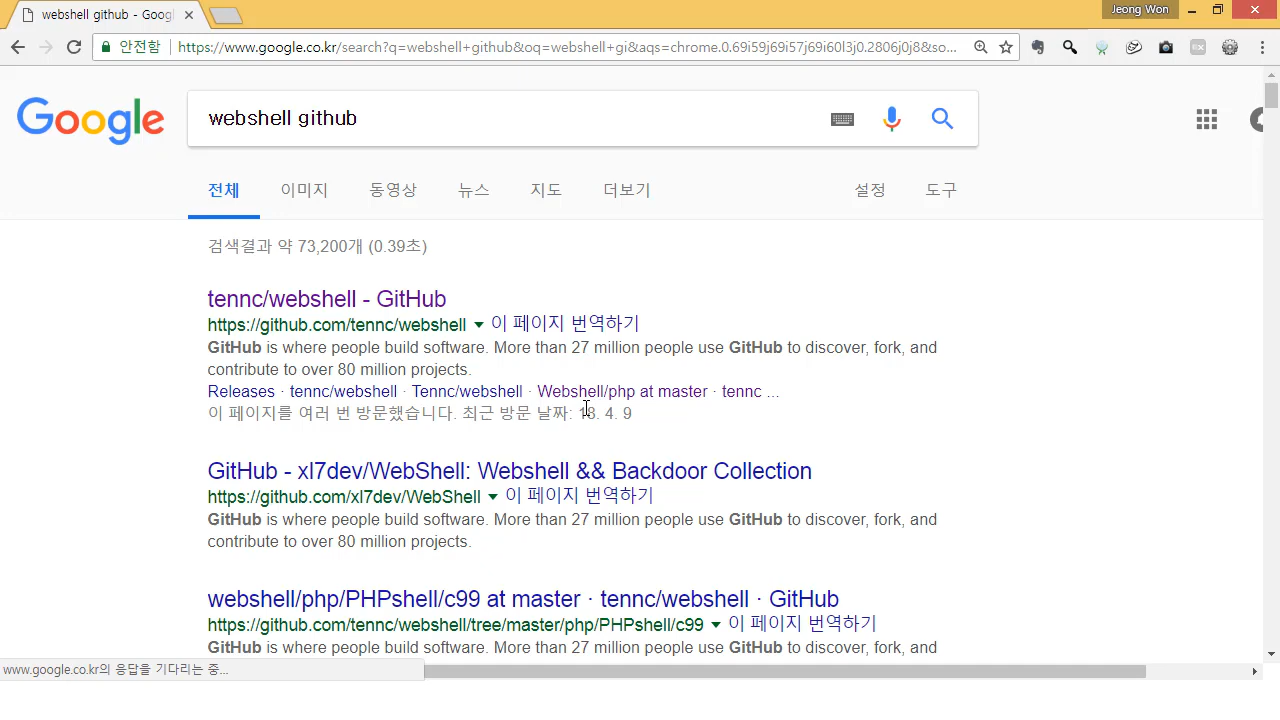 webshell github - Googl
Jeong Won
안전함
https://www.google.co.kr/search?q=webshell+github&oq=webshell+gi&aqs=chrome.0.69i59j69i57j69i60l3j0.2806j0j8&so...
Google
webshell github
전체 이미지 동영상 뉴스 지도 더보기 설정 도구
검색결과 약 73,200개 (0.39초)
tennc/webshell - GitHub
https://github.com/tennc/webshell 이 페이지 번역하기
GitHub is where people build software. More than 27 million people use GitHub to discover, fork, and
contribute to over 80 million projects.
Releases · tennc/webshell · Tennc/webshell · Webshell/php at master · tennc ...
이 페이지를 여러 번 방문했습니다. 최근 방문 날짜: 18. 4. 9
GitHub - xl7dev/WebShell: Webshell && Backdoor Collection
https://github.com/xl7dev/WebShell 이 페이지 번역하기
GitHub is where people build software. More than 27 million people use GitHub to discover, fork, and
contribute to over 80 million projects.
webshell/php/PHPshell/c99 at master · tennc/webshell · GitHub
https://github.com/tennc/webshell/tree/master/php/PHPshell/c99 이 페이지 번역하기
GitHub is where people build software. More than 27 million people use GitHub to discover, fork, and
www.google.co.kr의 응답을 기다리는 중...